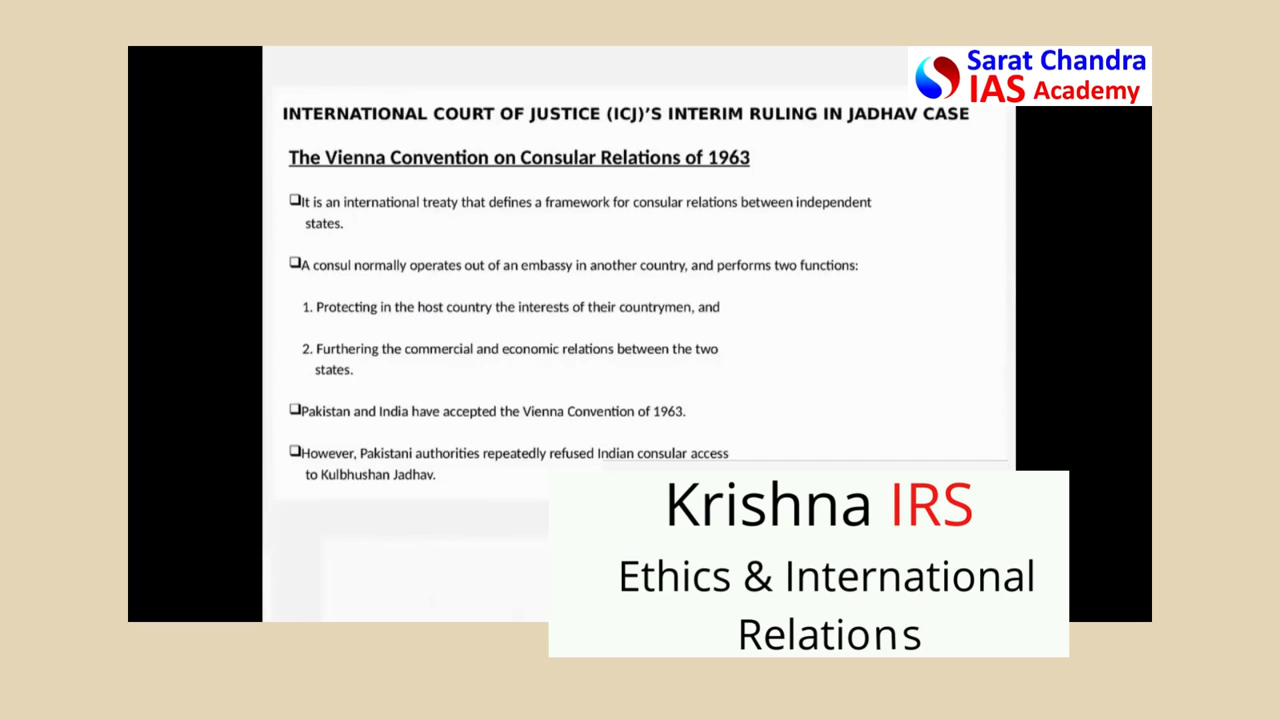 Sarat Chandra
IAS Academy
INTERNATIONAL COURT OF JUSTICE (ICJ)’S INTERIM RULING IN JADHAV CASE
The Vienna Convention on Consular Relations of 1963
❑It is an international treaty that defines a framework for consular relations between independent
states.
❑A consul normally operates out of an embassy in another country, and performs two functions:
1. Protecting in the host country the interests of their countrymen, and
2. Furthering the commercial and economic relations between the two
states.
❑Pakistan and India have accepted the Vienna Convention of 1963.
❑However, Pakistani authorities repeatedly refused Indian consular access
to Kulbhushan Jadhav.
Krishna IRS
Ethics & International
Relations